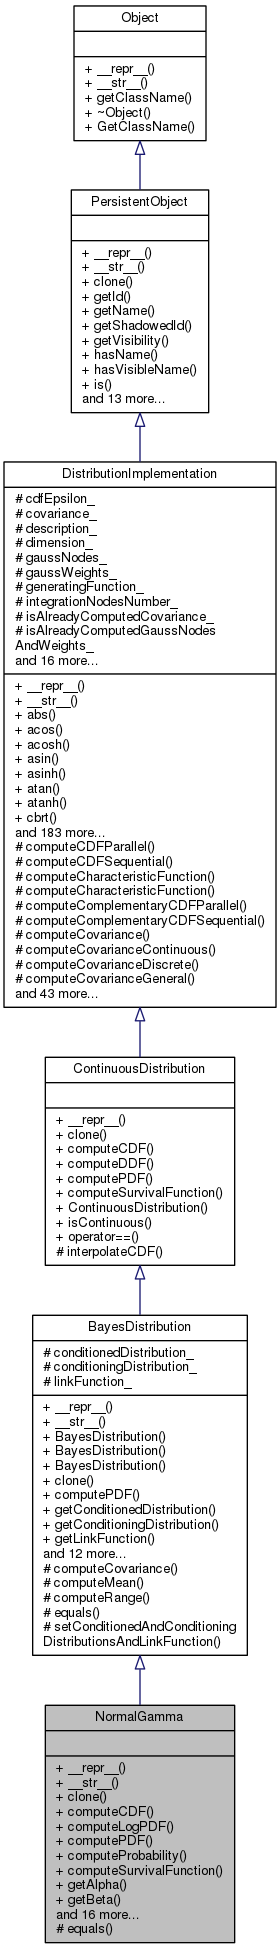 Object
+ __repr__()
+ __str__()
+ getClassName()
+ ~Object()
+ GetClassName()
PersistentObject
+ __repr__()
+ __str__()
+ clone()
+ getId()
+ getName()
+ getShadowedId()
+ getVisibility()
+ hasName()
+ hasVisibleName()
+ is()
and 13 more...
DistributionImplementation
# cdfEpsilon_
# covariance_
# description_
# dimension_
# gaussNodes_
# gaussWeights_
# generatingFunction_
# integrationNodesNumber_
# isAlreadyComputedCovariance_
# isAlreadyComputedGaussNodes
AndWeights_
and 16 more...
+ __repr__()
+ __str__()
+ abs()
+ acos()
+ acosh()
+ asin()
+ asinh()
+ atan()
+ atanh()
+ cbrt()
and 183 more...
# computeCDFParallel()
# computeCDFSequential()
# computeCharacteristicFunction()
# computeCharacteristicFunction()
# computeComplementaryCDFParallel()
# computeComplementaryCDFSequential()
# computeCovariance()
# computeCovarianceContinuous()
# computeCovarianceDiscrete()
# computeCovarianceGeneral()
and 43 more...
ContinuousDistribution
+ __repr__()
+ clone()
+ computeCDF()
+ computeDDF()
+ computePDF()
+ computeSurvivalFunction()
+ ContinuousDistribution()
+ isContinuous()
+ operator==()
# interpolateCDF()
BayesDistribution
# conditionedDistribution_
# conditioningDistribution_
# linkFunction_
+ __repr__()
+ __str__()
+ BayesDistribution()
+ BayesDistribution()
+ BayesDistribution()
+ clone()
+ computePDF()
+ getConditionedDistribution()
+ getConditioningDistribution()
+ getLinkFunction()
and 12 more...
# computeCovariance()
# computeMean()
# computeRange()
# equals()
# setConditionedAndConditioning
DistributionsAndLinkFunction()
NormalGamma
+ __repr__()
+ __str__()
+ clone()
+ computeCDF()
+ computeLogPDF()
+ computePDF()
+ computeProbability()
+ computeSurvivalFunction()
+ getAlpha()
+ getBeta()
and 16 more...
# equals()